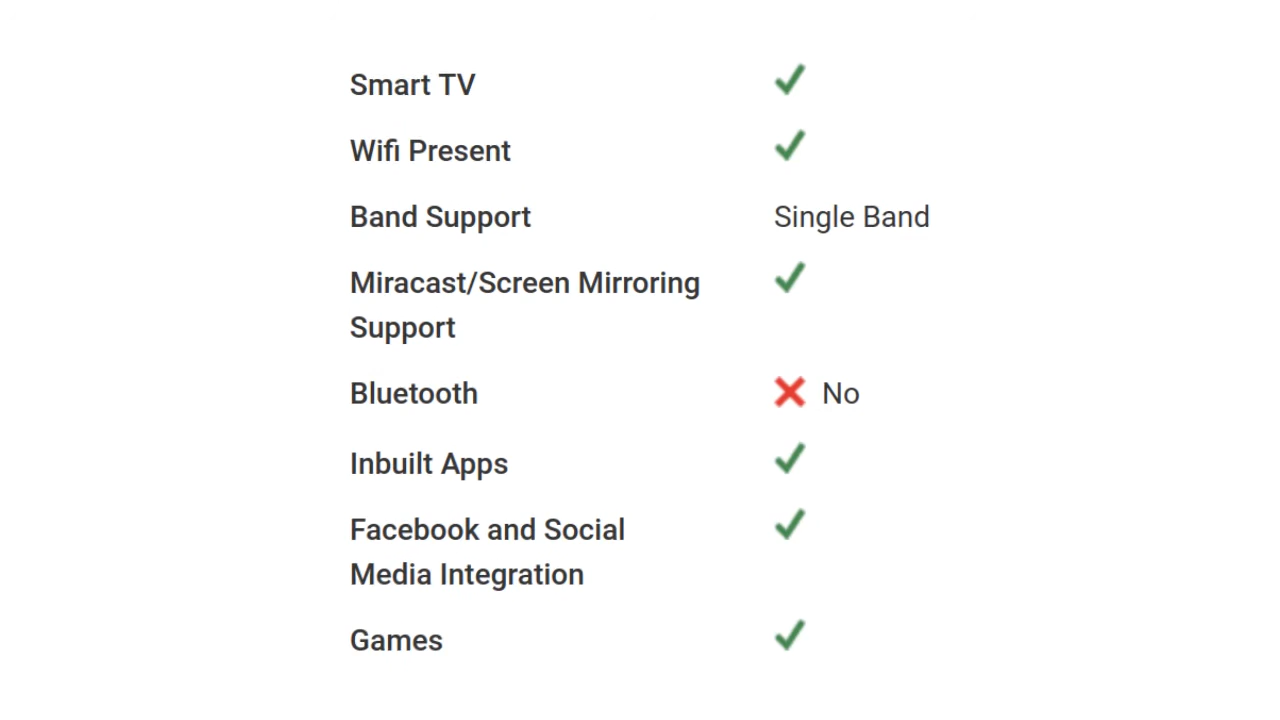 Smart TV
Wifi Present
Band Support Single Band
Miracast/Screen Mirroring
Support
Bluetooth No
Inbuilt Apps
Facebook and Social
Media Integration
Games